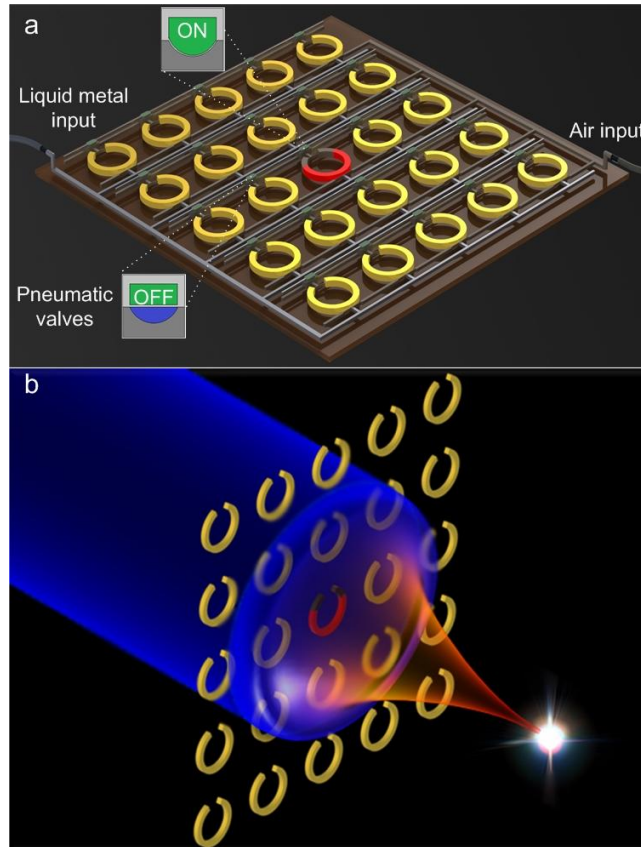 a
ON
Liquid metal
input
Air input
Pneumatic
valves
OFF
b